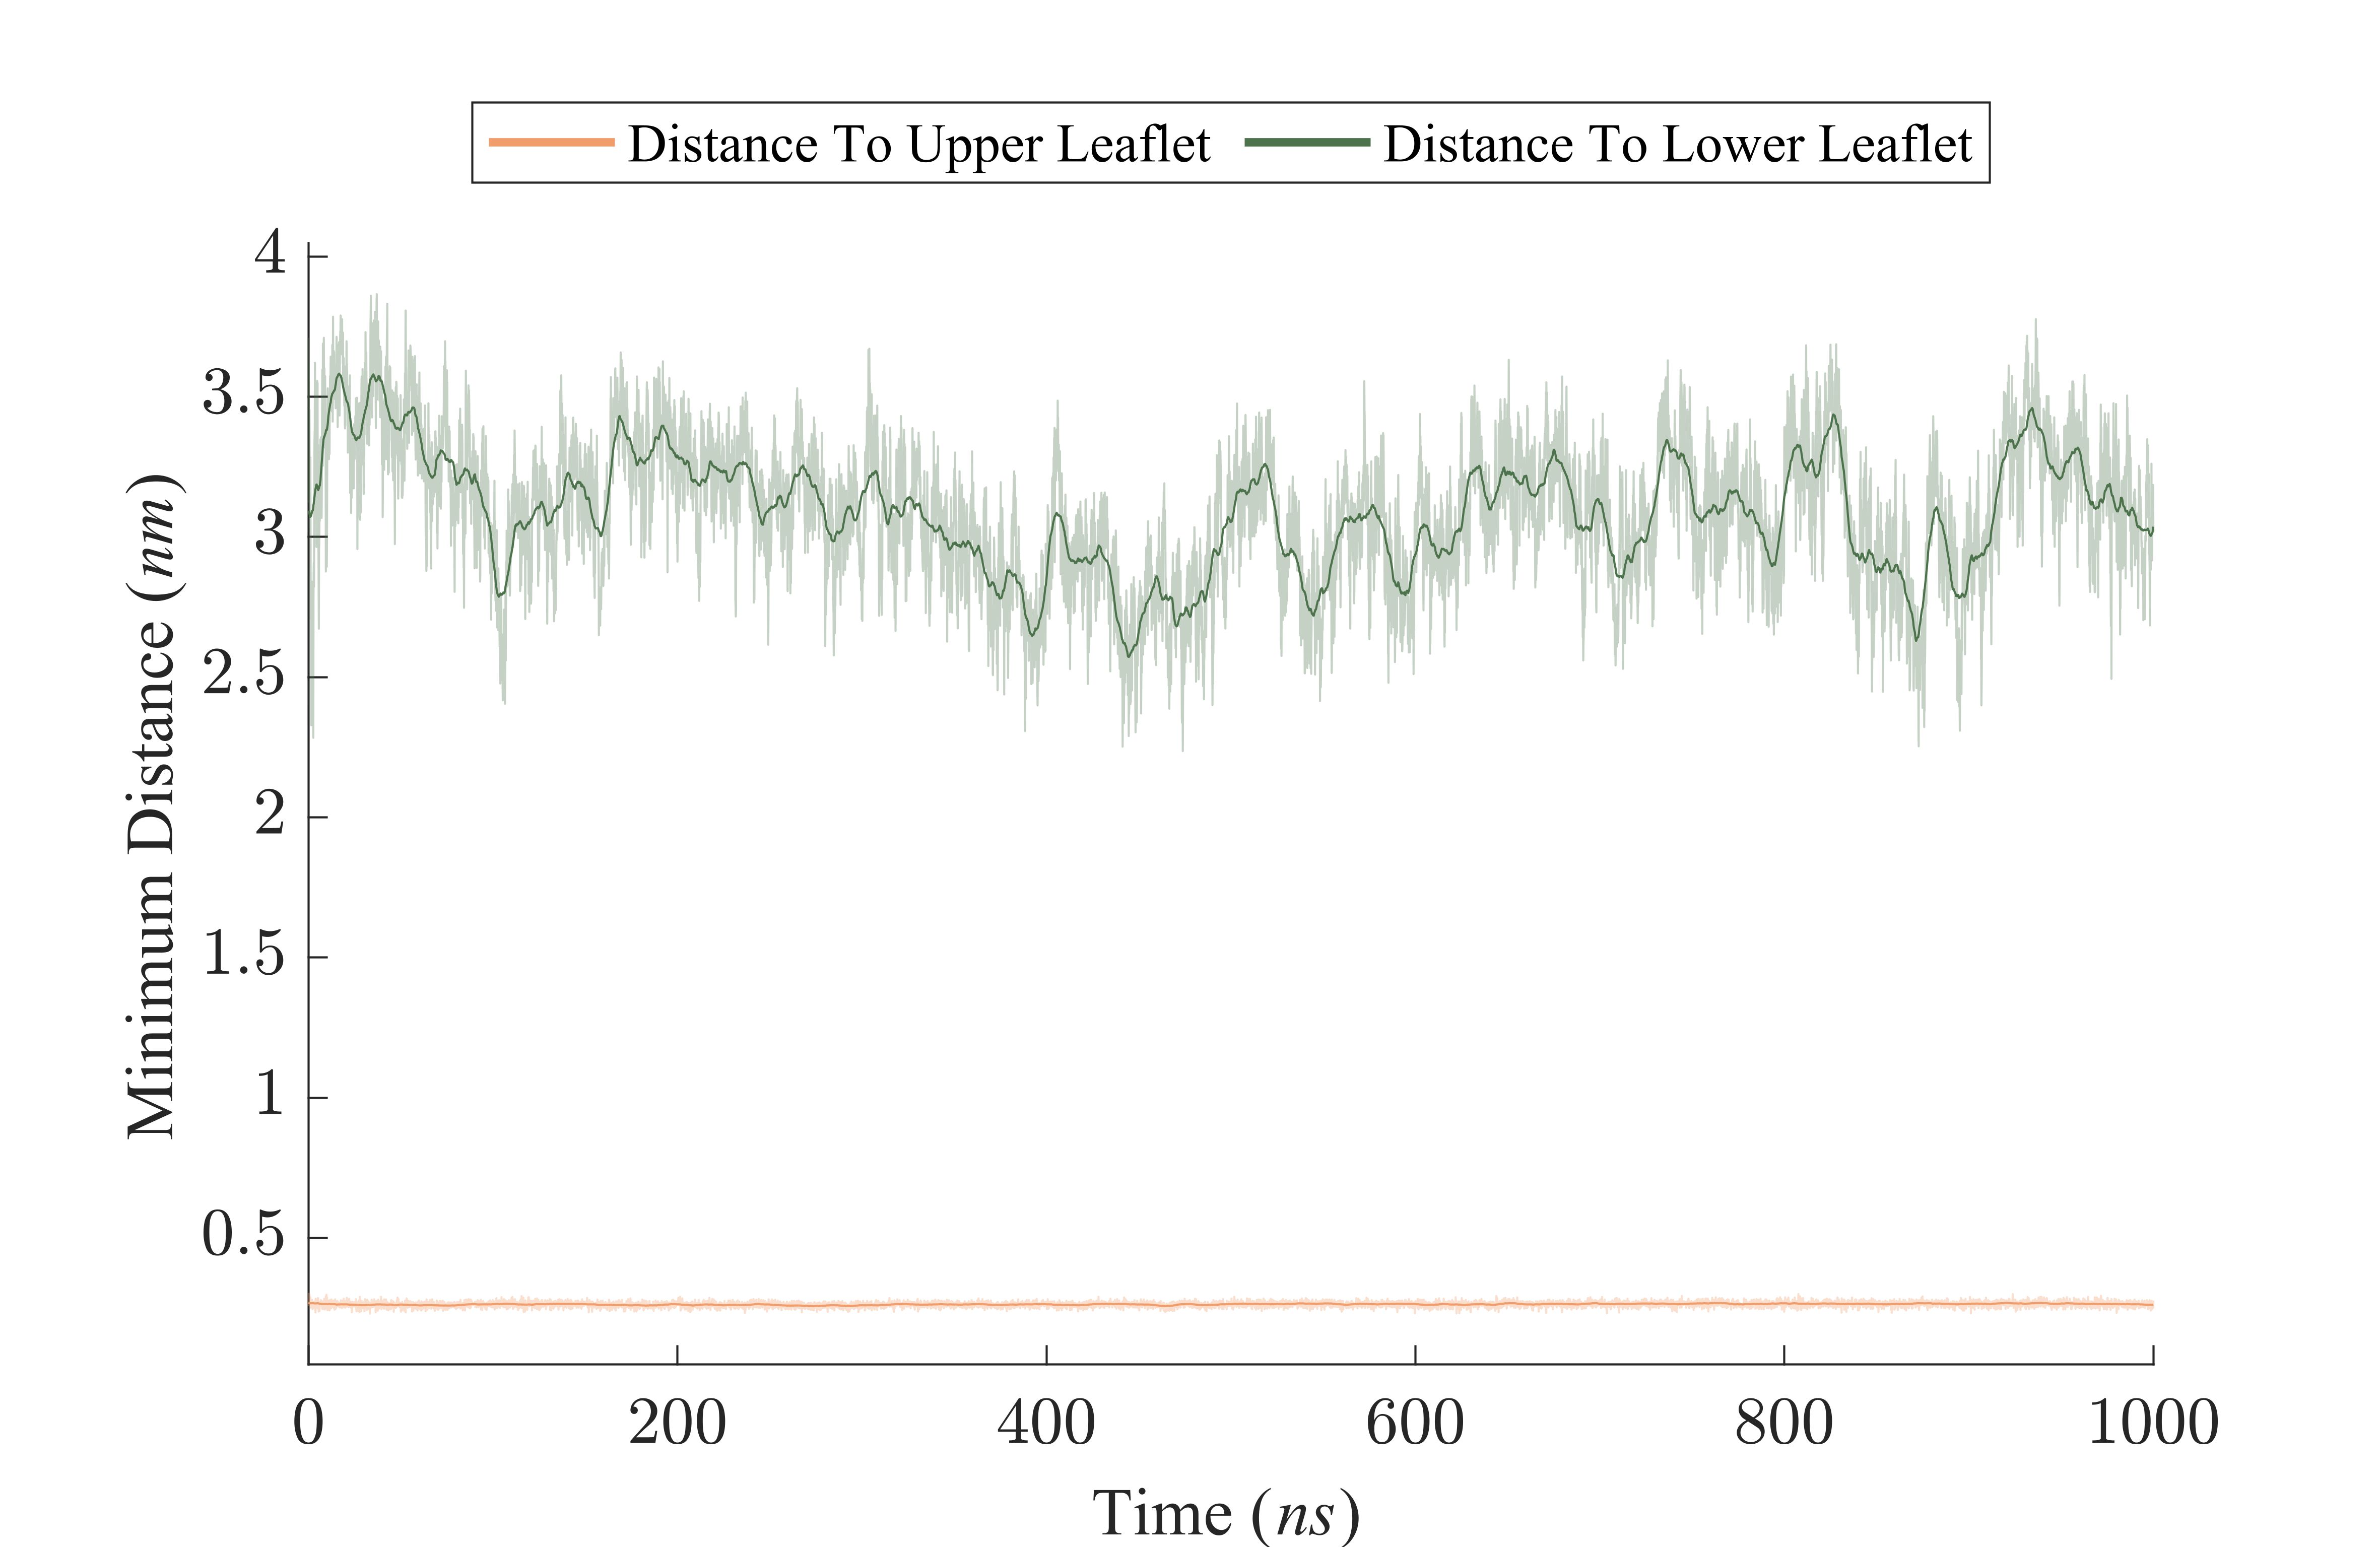 Distance To Upper Leaflet Distance To Lower Leaflet
4
3.5
3
2.5
2
1.5
1
0.5
Minimum Distance (nm)
0 200 400 600 800 1000
Time (ns)